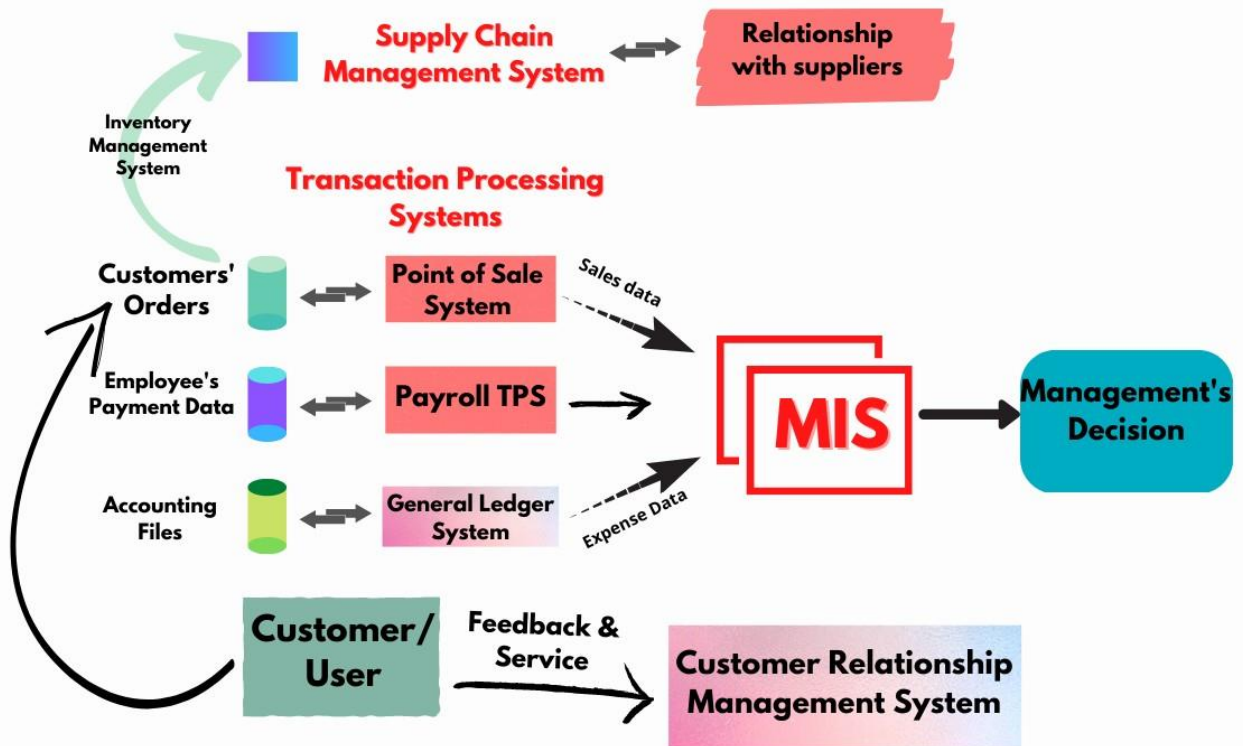 Supply Chain
Management System
Relationship
with suppliers
Inventory
Management
System
Transaction Processing
Systems
Customers'
Orders
Point of Sale
System
Sales data
Employee's
Payment Data
Payroll TPS
MIS
Management's
Decision
Accounting
Files
General Ledger
System
Expense Data
Customer/
User
Feedback &
Service
Customer Relationship
Management System